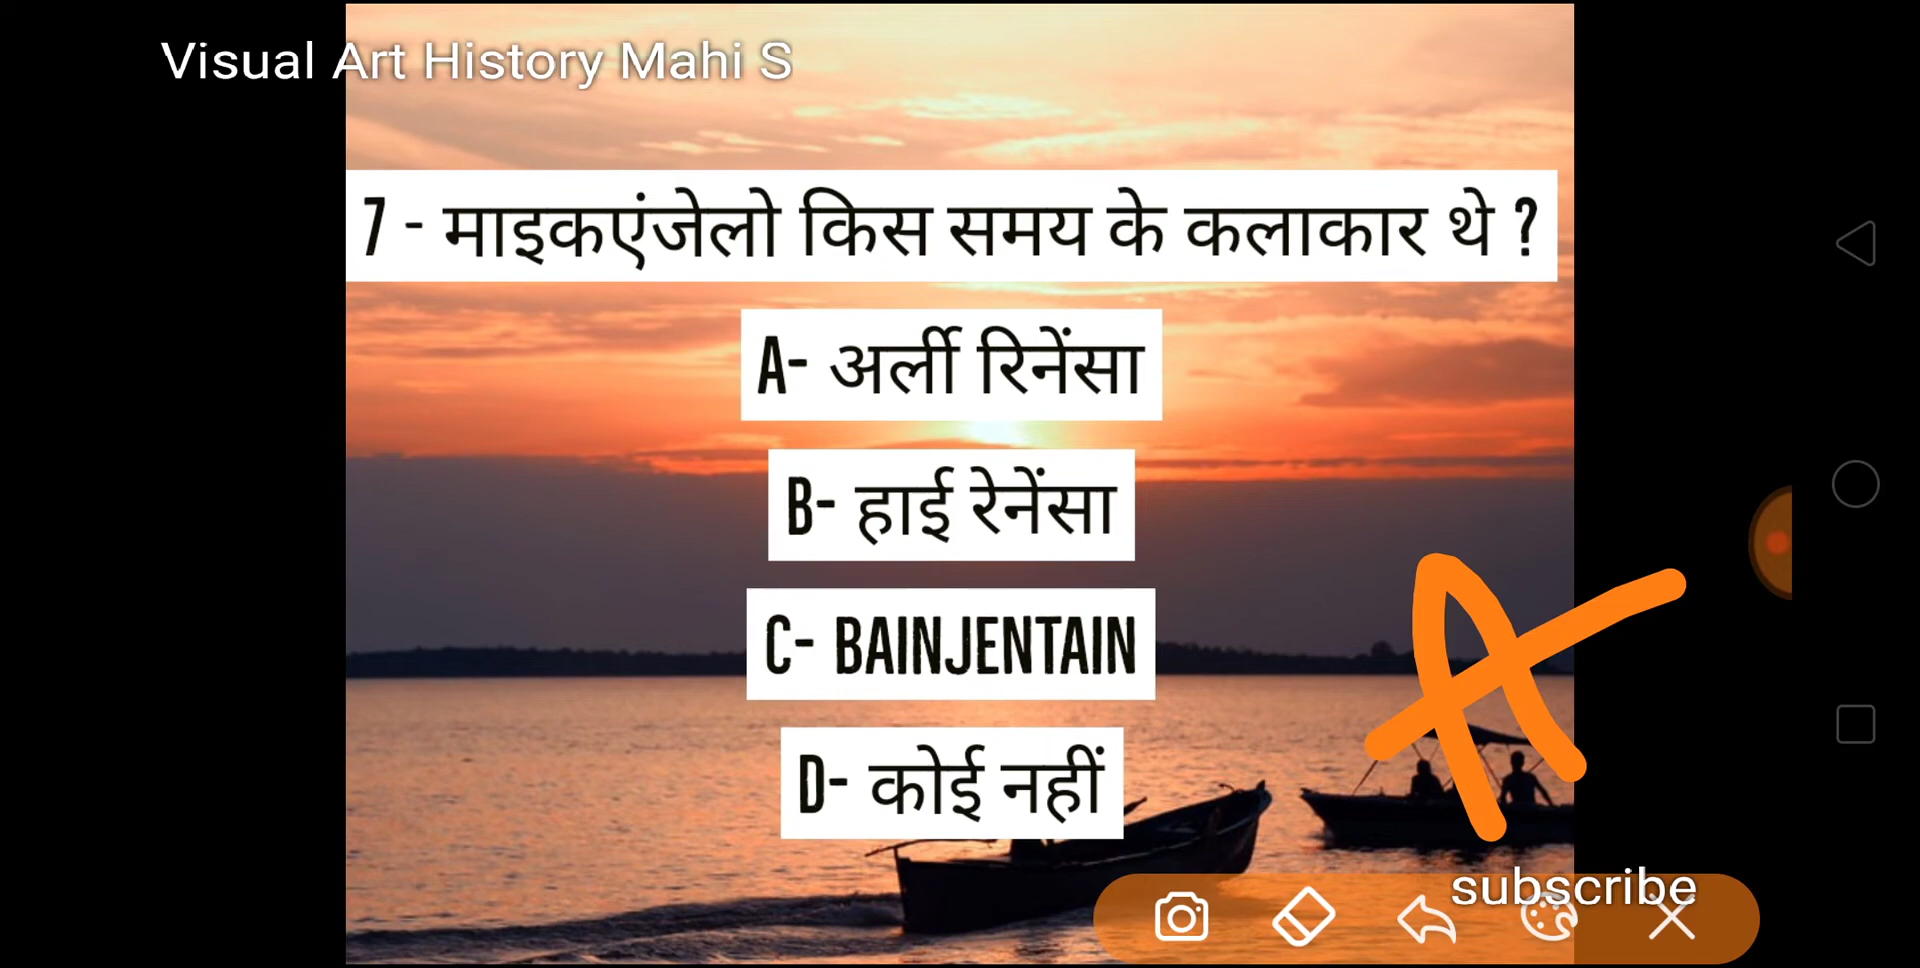 Visual Art History Mahi S
7 - माइकएंजेलो किस समय के कलाकार थे ?
A- अर्ली रिनेंसा
B- हाई रेनेंसा
C- BAINJENTAIN
D- कोई नहीं
A
subscribe